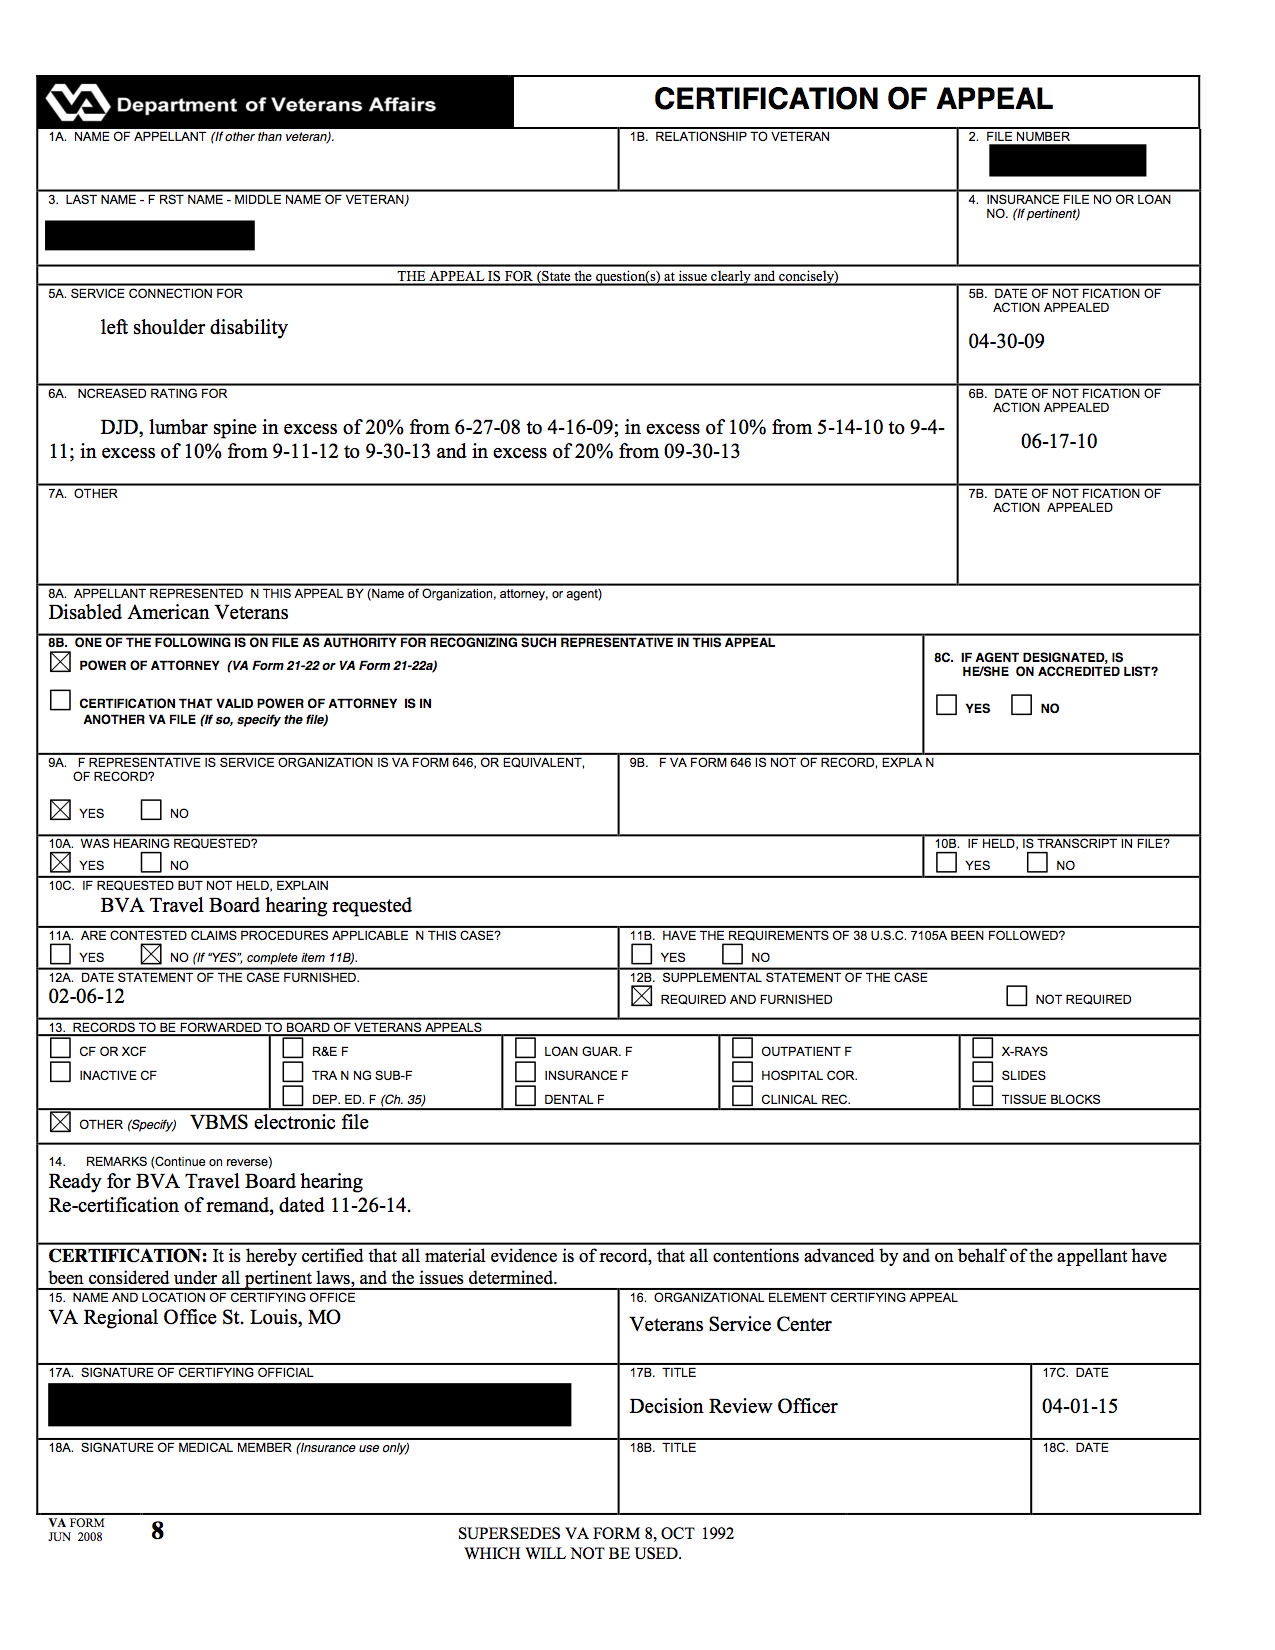 VA Department of Veterans Affairs
CERTIFICATION OF APPEAL
1A. NAME OF APPELLANT (If other than veteran).
1B. RELATIONSHIP TO VETERAN
2. FILE NUMBER
3. LAST NAME - F RST NAME - MIDDLE NAME OF VETERAN)
4. INSURANCE FILE NO OR LOAN
NO. (If pertinent)
THE APPEAL IS FOR (State the question(s) at issue clearly and concisely)
5A. SERVICE CONNECTION FOR
left shoulder disability
5B. DATE OF NOT FICATION OF
ACTION APPEALED
04-30-09
6A. NCREASED RATING FOR
DJD, lumbar spine in excess of 20% from 6-27-08 to 4-16-09; in excess of 10% from 5-14-10 to 9-4-
11; in excess of 10% from 9-11-12 to 9-30-13 and in excess of 20% from 09-30-13
6B. DATE OF NOT FICATION OF
ACTION APPEALED
06-17-10
7A. OTHER
7B. DATE OF NOT FICATION OF
ACTION APPEALED
8A. APPELLANT REPRESENTED N THIS APPEAL BY (Name of Organization, attorney, or agent)
Disabled American Veterans
8B. ONE OF THE FOLLOWING IS ON FILE AS AUTHORITY FOR RECOGNIZING SUCH REPRESENTATIVE IN THIS APPEAL
POWER OF ATTORNEY (VA Form 21-22 or VA Form 21-22a)
CERTIFICATION THAT VALID POWER OF ATTORNEY IS IN
ANOTHER VA FILE (If so, specify the file)
8C. IF AGENT DESIGNATED, IS
HE/SHE ON ACCREDITED LIST?
YES NO
9A. F REPRESENTATIVE IS SERVICE ORGANIZATION IS VA FORM 646, OR EQUIVALENT,
OF RECORD?
YES NO
9B. F VA FORM 646 IS NOT OF RECORD, EXPLA N
10A. WAS HEARING REQUESTED?
YES NO
10B. IF HELD, IS TRANSCRIPT IN FILE?
YES NO
10C. IF REQUESTED BUT NOT HELD, EXPLAIN
BVA Travel Board hearing requested
11A. ARE CONTESTED CLAIMS PROCEDURES APPLICABLE N THIS CASE?
YES NO (If "YES", complete item 11B).
11B. HAVE THE REQUIREMENTS OF 38 U.S.C. 7105A BEEN FOLLOWED?
YES NO
12A. DATE STATEMENT OF THE CASE FURNISHED.
02-06-12
12B. SUPPLEMENTAL STATEMENT OF THE CASE
REQUIRED AND FURNISHED NOT REQUIRED
13. RECORDS TO BE FORWARDED TO BOARD OF VETERANS APPEALS
CF OR XCF R&E F LOAN GUAR. F OUTPATIENT F X-RAYS
INACTIVE CF TRA N NG SUB-F INSURANCE F HOSPITAL COR. SLIDES
DEP. ED. F (Ch. 35) DENTAL F CLINICAL REC. TISSUE BLOCKS
OTHER (Specify) VBMS electronic file
14. REMARKS (Continue on reverse)
Ready for BVA Travel Board hearing
Re-certification of remand, dated 11-26-14.
CERTIFICATION: It is hereby certified that all material evidence is of record, that all contentions advanced by and on behalf of the appellant have
been considered under all pertinent laws, and the issues determined.
15. NAME AND LOCATION OF CERTIFYING OFFICE
VA Regional Office St. Louis, MO
16. ORGANIZATIONAL ELEMENT CERTIFYING APPEAL
Veterans Service Center
17A. SIGNATURE OF CERTIFYING OFFICIAL
17B. TITLE
Decision Review Officer
17C. DATE
04-01-15
18A. SIGNATURE OF MEDICAL MEMBER (Insurance use only)
18B. TITLE
18C. DATE
VA FORM
JUN 2008
8
SUPERSEDES VA FORM 8, OCT 1992
WHICH WILL NOT BE USED.